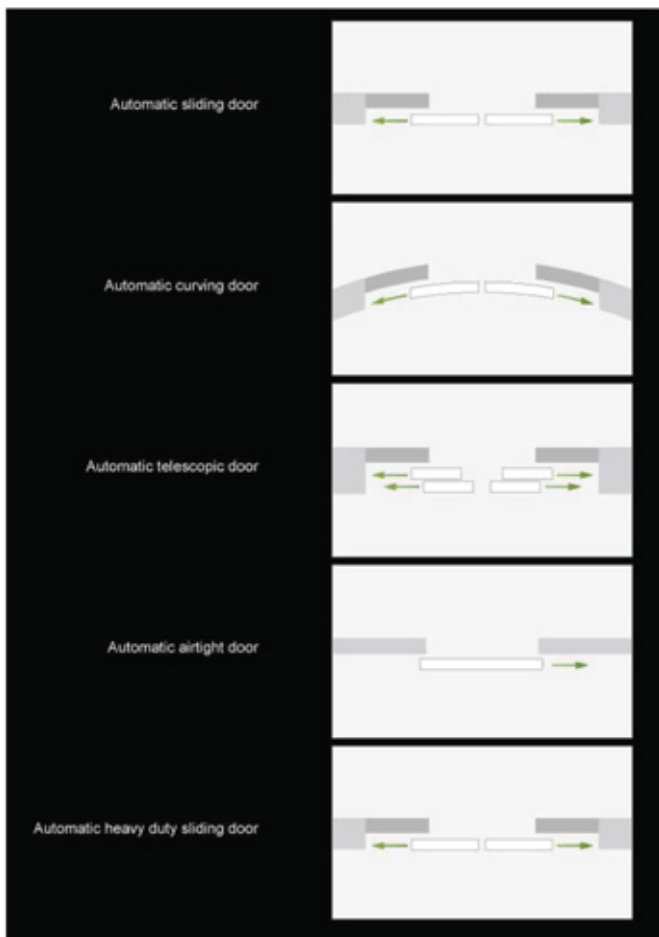 Automatic sliding door
Automatic curving door
Automatic telescopic door
Automatic airtight door
Automatic heavy duty sliding door